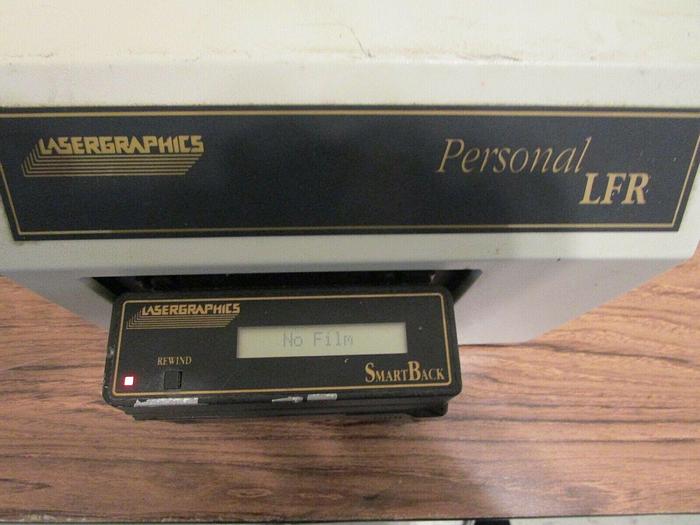 LASERGRAPHICS
Personal
LFR
LASERGRAPHICS
No Film
REWIND
SMARTBACK